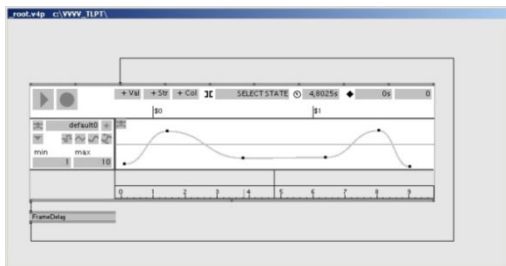 root.v4p c:\VVVV_TLPT\
+ Val + Str + Col SELECT STATE 4,8025s 0s 0
$0 $1
default0 +
min max
1 10
0 1 2 3 4 5 6 7 8 9
FrameDelay